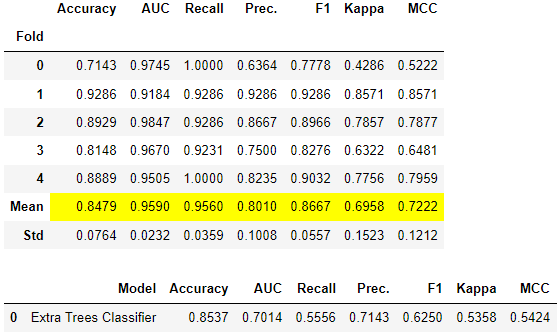 Accuracy AUC Recall Prec. F1 Kappa MCC
Fold
0 0.7143 0.9745 1.0000 0.6364 0.7778 0.4286 0.5222
1 0.9286 0.9184 0.9286 0.9286 0.9286 0.8571 0.8571
2 0.8929 0.9847 0.9286 0.8667 0.8966 0.7857 0.7877
3 0.8148 0.9670 0.9231 0.7500 0.8276 0.6322 0.6481
4 0.8889 0.9505 1.0000 0.8235 0.9032 0.7756 0.7959
Mean 0.8479 0.9590 0.9560 0.8010 0.8667 0.6958 0.7222
Std 0.0764 0.0232 0.0359 0.1008 0.0557 0.1523 0.1212
Model Accuracy AUC Recall Prec. F1 Kappa MCC
0 Extra Trees Classifier 0.8537 0.7014 0.5556 0.7143 0.6250 0.5358 0.5424